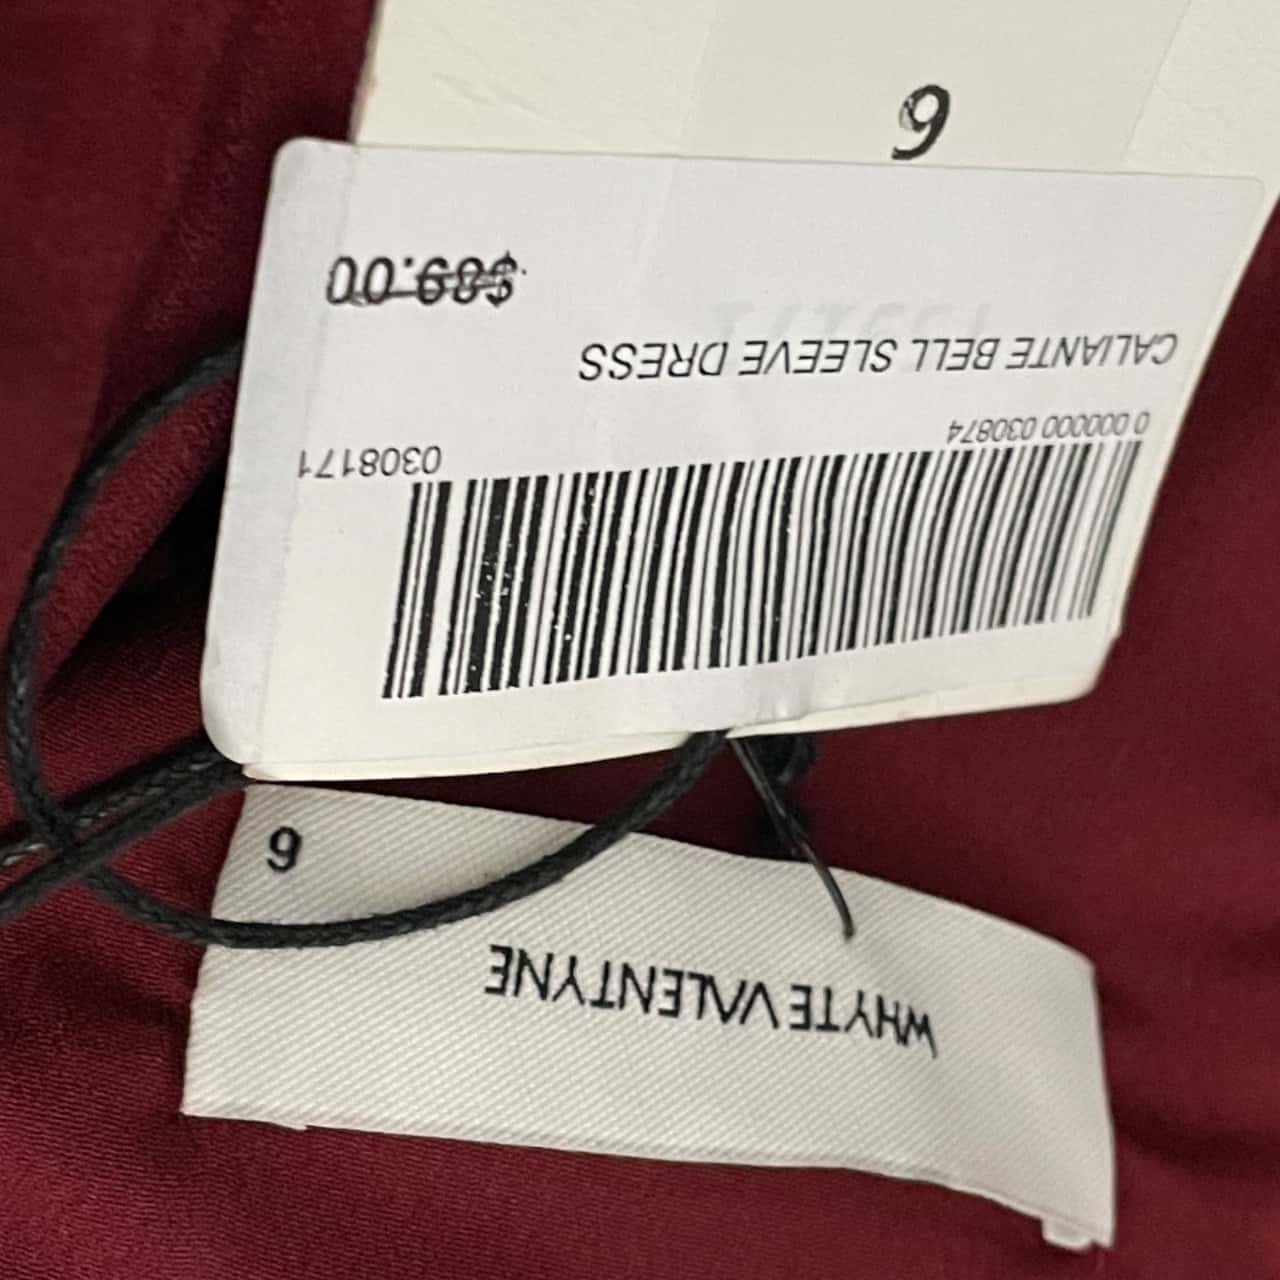 WHYTE VALENTYNE
6
0 000000 030874
0308171
CALIANTE BELL SLEEVE DRESS
$89.00
6